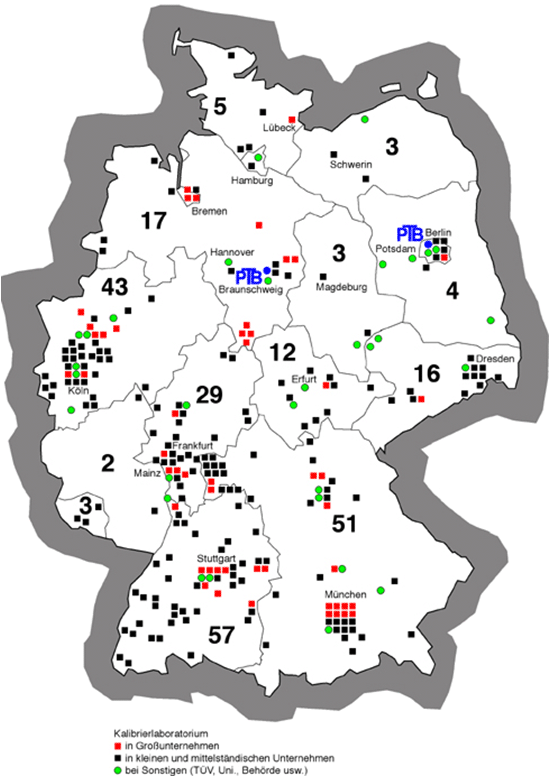 5
Lübeck
3
Schwerin
Hamburg
Bremen
17
Hannover
PTB
Braunschweig
3
Magdeburg
PTB
Berlin
Potsdam
4
43
12
Erfurt
16
Dresden
Köln
29
Frankfurt
Mainz
2
3
51
Stuttgart
München
57
Kalibrierlaboratorium
in Großunternehmen
in kleinen und mittelständischen Unternehmen
bei Sonstigen (TÜV, Uni., Behörde usw.)